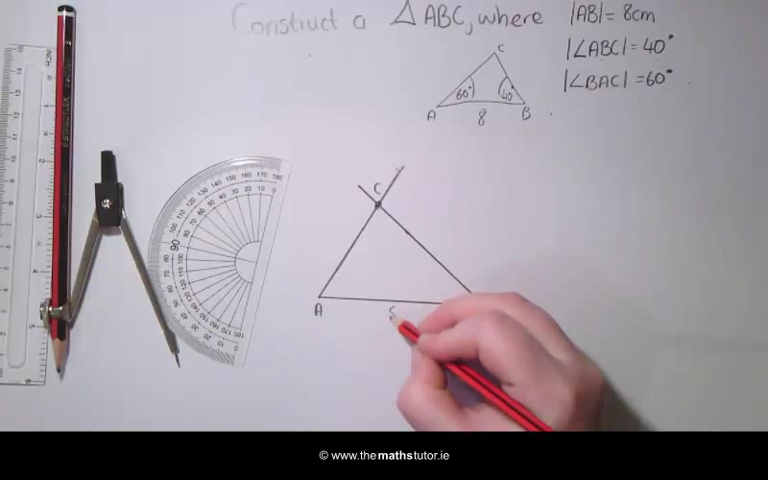 Construct a △ABC, where |AB| = 8cm
|∠ABC| = 40°
|∠BAC| = 60°
C
60° 40°
A 8 B
C
A
© www.themathstutor.ie